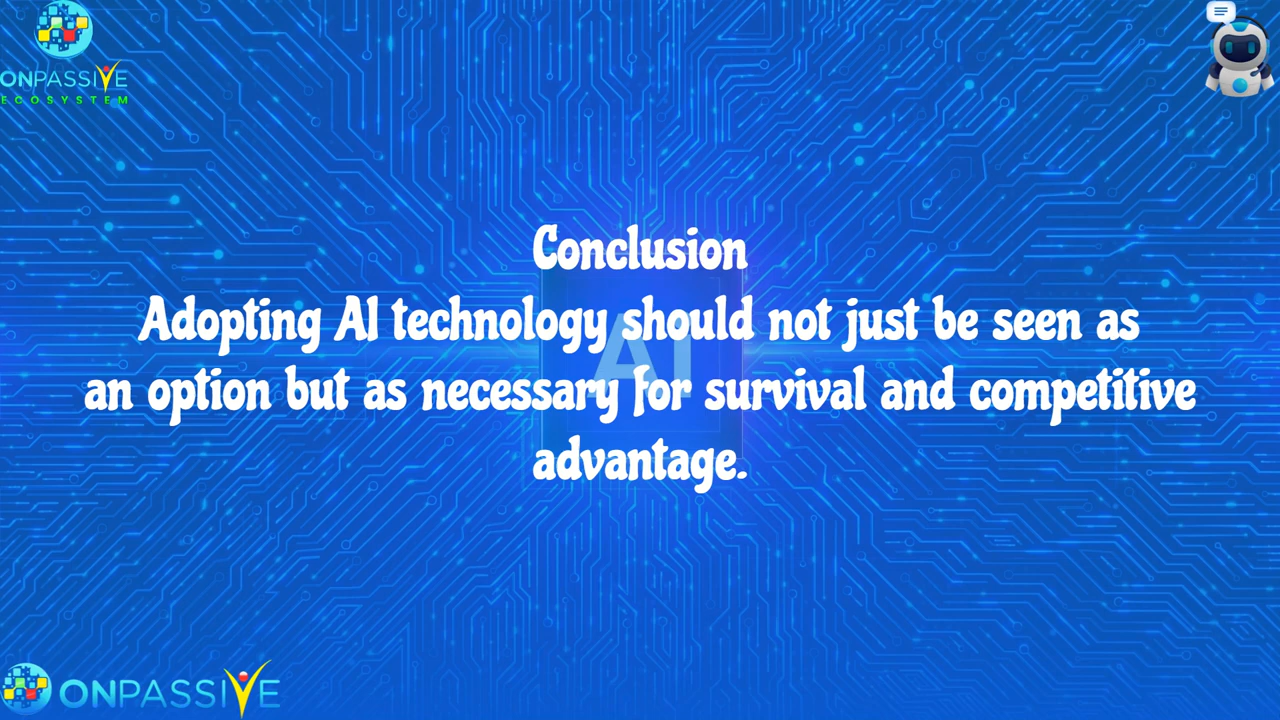 ONPASSIVE
ECOSYSTEM
Conclusion
Adopting AI technology should not just be seen as
an option but as necessary for survival and competitive
advantage.
AI
ONPASSIVE